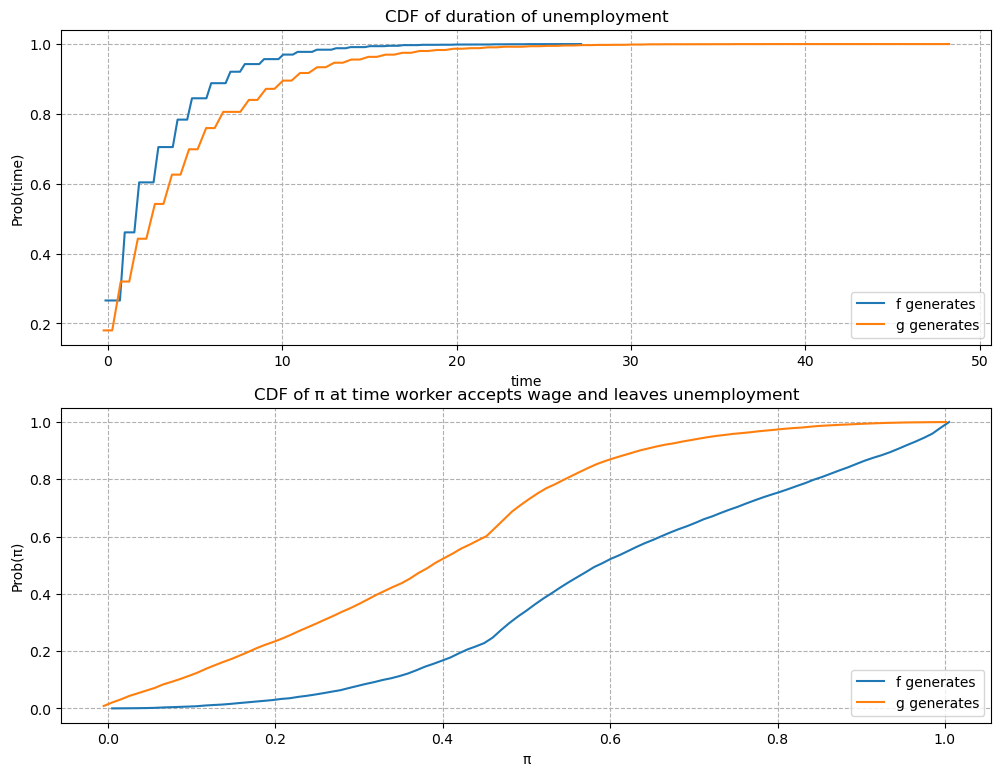 CDF of duration of unemployment
1.0
0.8
0.6
0.4
0.2
Prob(time)
f generates
g generates
0 10 20 30 40 50
time
CDF of π at time worker accepts wage and leaves unemployment
1.0
0.8
0.6
0.4
0.2
0.0
Prob(π)
f generates
g generates
0.0 0.2 0.4 0.6 0.8 1.0
π